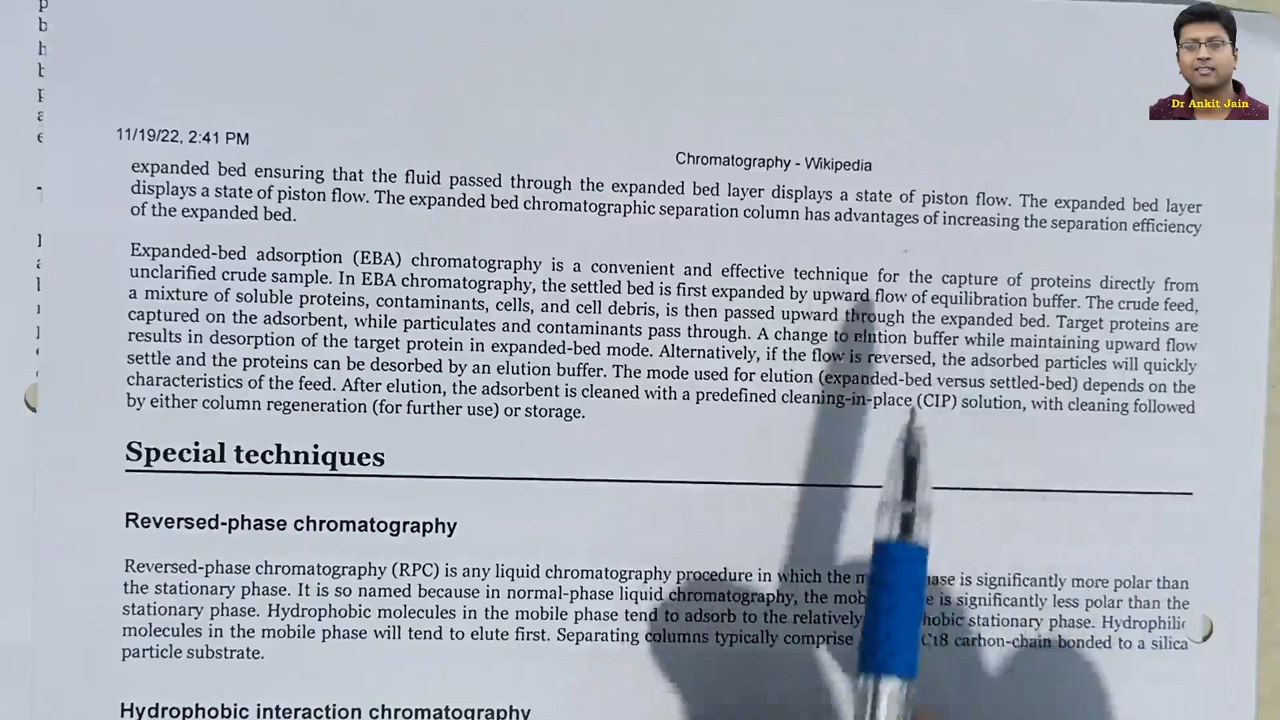 Dr Ankit Jain
11/19/22, 2:41 PM
Chromatography - Wikipedia
expanded bed ensuring that the fluid passed through the expanded bed layer displays a state of piston flow. The expanded bed layer
displays a state of piston flow. The expanded bed chromatographic separation column has advantages of increasing the separation efficiency
of the expanded bed.
Expanded-bed adsorption (EBA) chromatography is a convenient and effective technique for the capture of proteins directly from
unclarified crude sample. In EBA chromatography, the settled bed is first expanded by upward flow of equilibration buffer. The crude feed,
a mixture of soluble proteins, contaminants, cells, and cell debris, is then passed upward through the expanded bed. Target proteins are
captured on the adsorbent, while particulates and contaminants pass through. A change to elution buffer while maintaining upward flow
results in desorption of the target protein in expanded-bed mode. Alternatively, if the flow is reversed, the adsorbed particles will quickly
settle and the proteins can be desorbed by an elution buffer. The mode used for elution (expanded-bed versus settled-bed) depends on the
characteristics of the feed. After elution, the adsorbent is cleaned with a predefined cleaning-in-place (CIP) solution, with cleaning followed
by either column regeneration (for further use) or storage.
Special techniques
Reversed-phase chromatography
Reversed-phase chromatography (RPC) is any liquid chromatography procedure in which the is significantly more polar than
the stationary phase. It is so named because in normal-phase liquid chromatography, the is significantly less polar than the
stationary phase. Hydrophobic molecules in the mobile phase tend to adsorb to the relatively stationary phase. Hydrophilic
molecules in the mobile phase will tend to elute first. Separating columns typically comprise C18 carbon-chain bonded to a silica
particle substrate.
Hydrophobic interaction chromatography